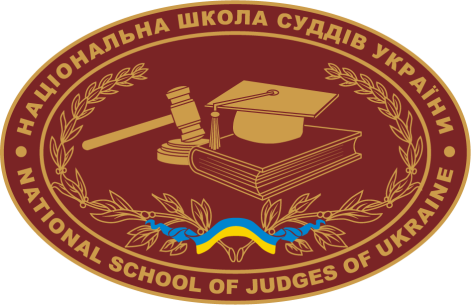 НАЦІОНАЛЬНА ШКОЛА СУДДІВ УКРАЇНИ
NATIONAL SCHOOL OF JUDGES OF UKRAINE